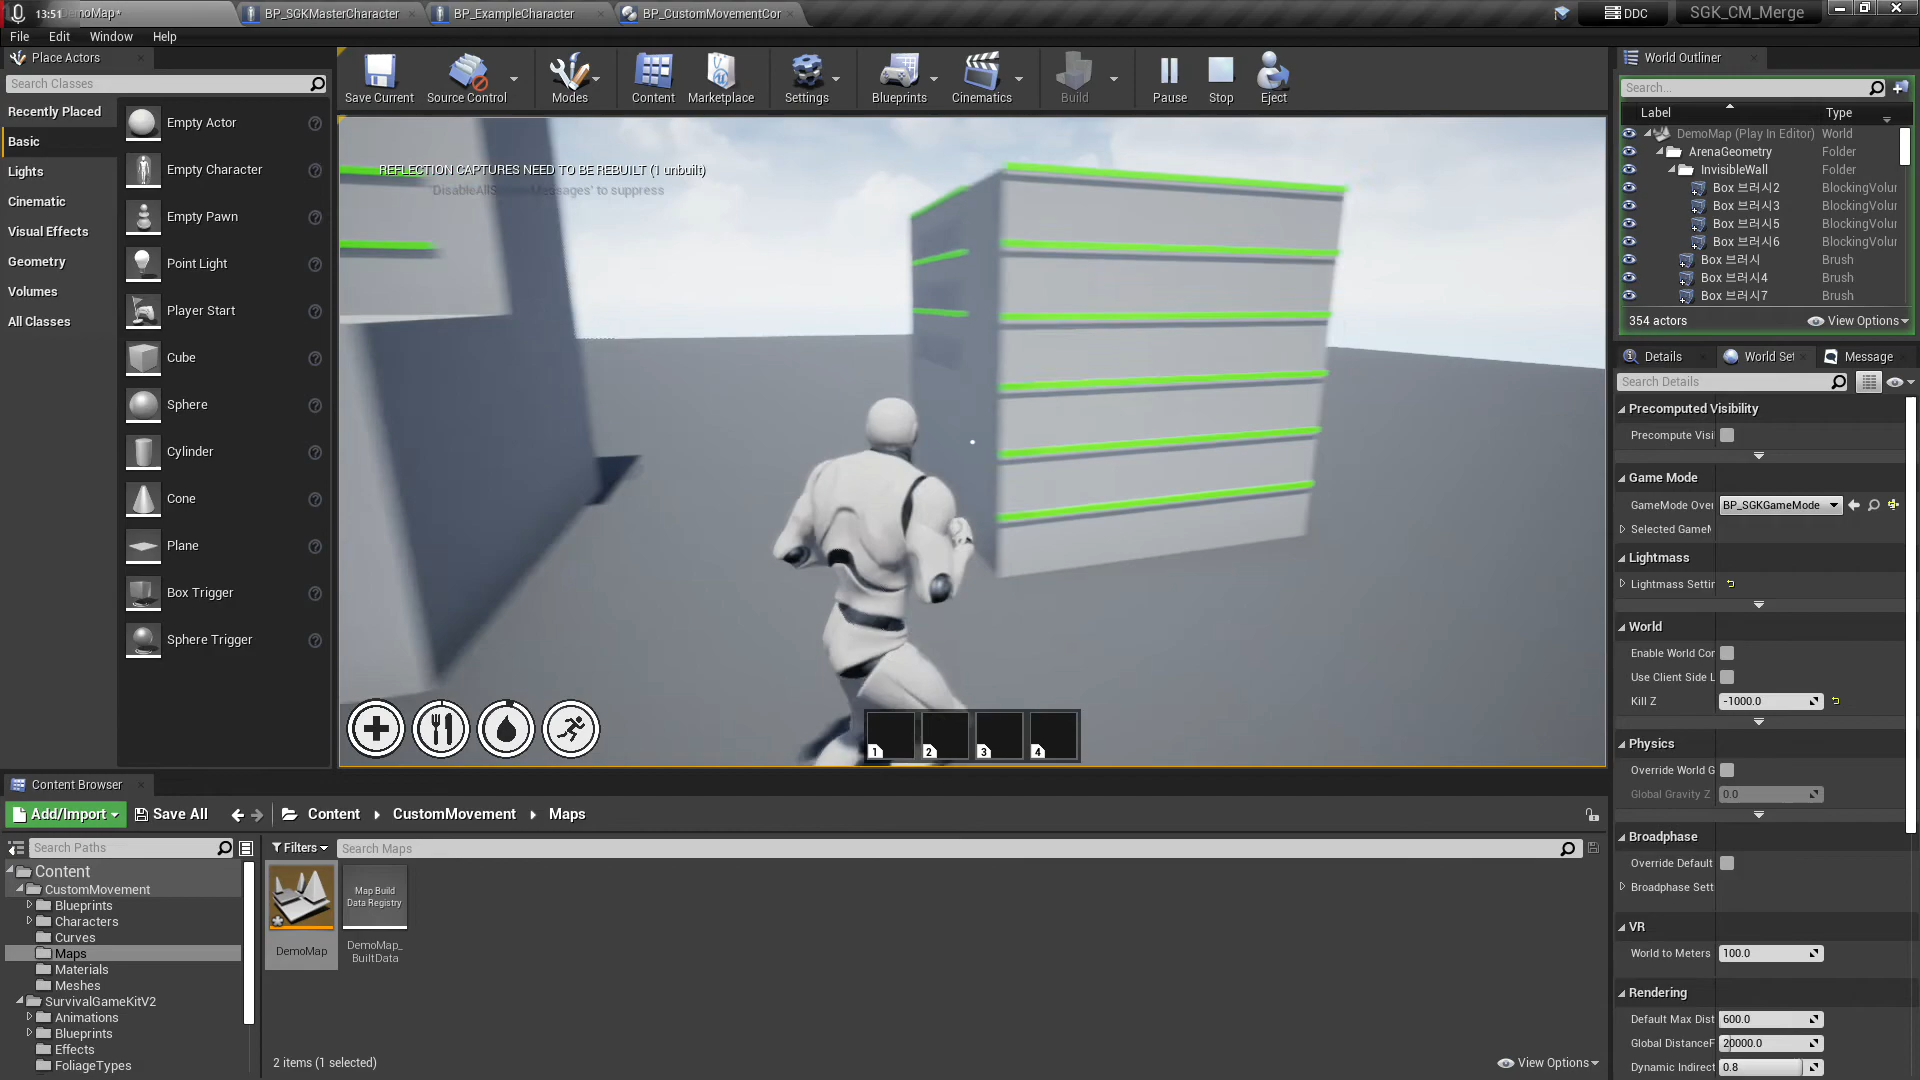 13:51
DemoMap*
BP_SGKMasterCharacter
BP_ExampleCharacter
BP_CustomMovementCor
DDC
SGK_CM_Merge
File
Edit
Window
Help
Place Actors
Search Classes
Recently Placed
Basic
Lights
Cinematic
Visual Effects
Geometry
Volumes
All Classes
Empty Actor
Empty Character
Empty Pawn
Point Light
Player Start
Cube
Sphere
Cylinder
Cone
Plane
Box Trigger
Sphere Trigger
Save Current
Source Control
Modes
Content
Marketplace
Settings
Blueprints
Cinematics
Build
Pause
Stop
Eject
REFLECTION CAPTURES NEED TO BE REBUILT (1 unbuilt)
'DisableAllS Messages' to suppress
1
2
3
4
World Outliner
Search...
Label
Type
DemoMap (Play In Editor) World
ArenaGeometry Folder
InvisibleWall Folder
Box 브러시2 BlockingVolur
Box 브러시3 BlockingVolur
Box 브러시5 BlockingVolur
Box 브러시6 BlockingVolur
Box 브러시 Brush
Box 브러시4 Brush
Box 브러시7 Brush
354 actors
View Options
Details
World Set
Message
Search Details
Precomputed Visibility
Precompute Visi
Game Mode
GameMode Over BP_SGKGameMode
Selected GameM
Lightmass
Lightmass Settin
World
Enable World Cor
Use Client Side L
Kill Z -1000.0
Physics
Override World G
Global Gravity Z 0.0
Broadphase
Override Default
Broadphase Sett
VR
World to Meters 100.0
Rendering
Default Max Dist 600.0
Global DistanceF 20000.0
Dynamic Indirect 0.8
Content Browser
Add/Import
Save All
Content
CustomMovement
Maps
Search Paths
Filters
Search Maps
Content
CustomMovement
Blueprints
Characters
Curves
Maps
Materials
Meshes
SurvivalGameKitV2
Animations
Blueprints
Effects
FoliageTypes
Map Build
Data Registry
DemoMap
DemoMap_
BuiltData
2 items (1 selected)
View Options